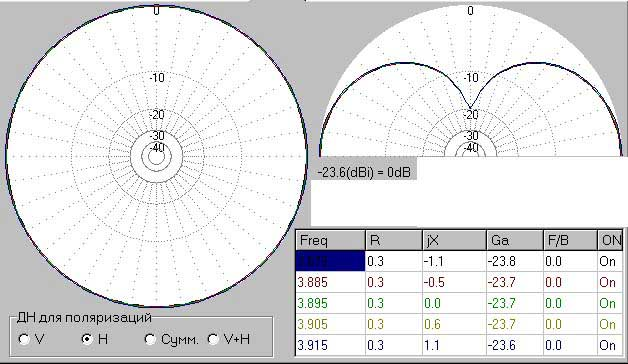 0
-10
-20
-30
-40
0
-10
-20
-30
-40
-23.6(dBi) = 0dB
Freq R jX Ga F/B ON
0.3 -1.1 -23.8 0.0 On
3.885 0.3 -0.5 -23.7 0.0 On
3.895 0.3 0.0 -23.7 0.0 On
3.905 0.3 0.6 -23.7 0.0 On
3.915 0.3 1.1 -23.6 0.0 On
ДН для поляризаций
V H Сумм. V+H